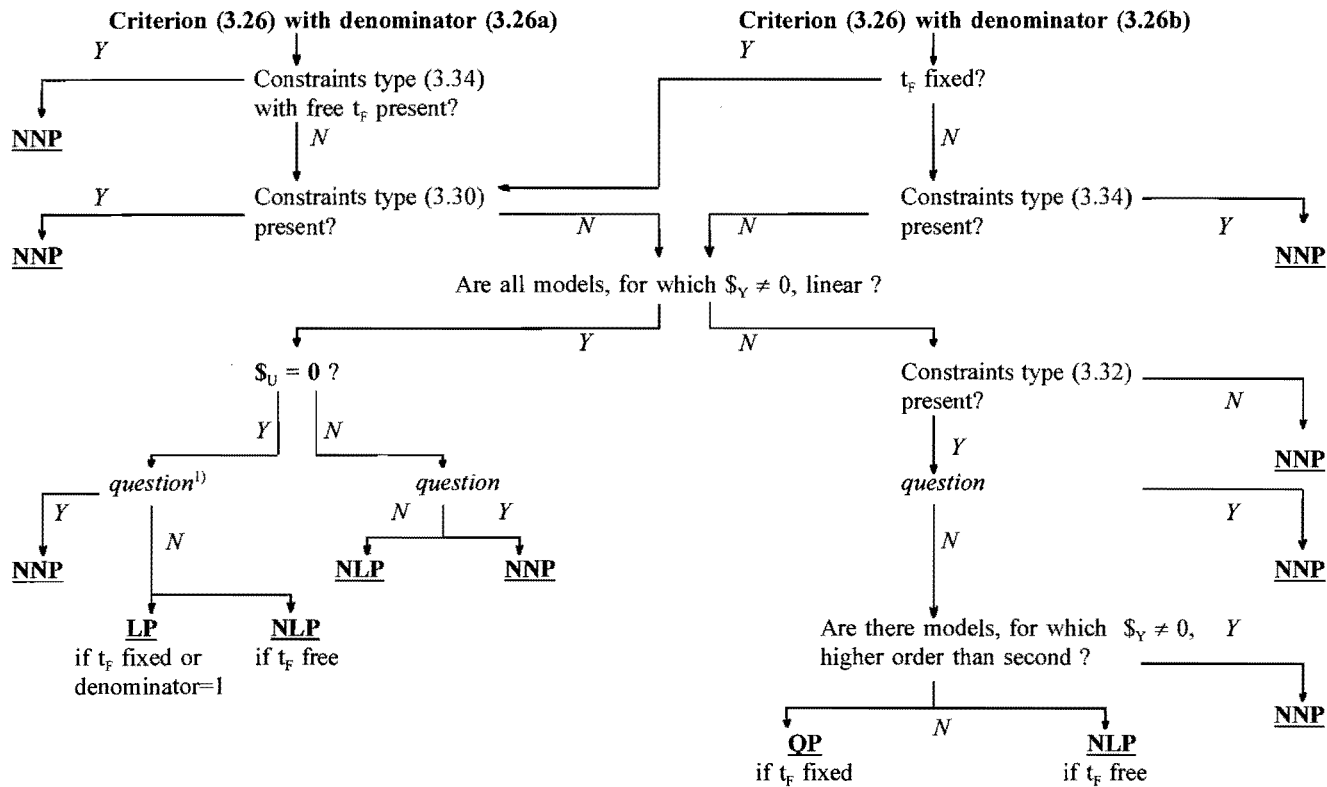 Criterion (3.26) with denominator (3.26a)
Criterion (3.26) with denominator (3.26b)
Y
Constraints type (3.34)
with free t_F present?
Y
t_F fixed?
NNP
N
N
Y
Constraints type (3.30)
present?
N
N
Constraints type (3.34)
present?
Y
NNP
NNP
Are all models, for which $_Y ≠ 0, linear ?
Y
N
$_U = 0 ?
Constraints type (3.32)
present?
N
Y
N
Y
NNP
question¹⁾
question
question
Y
N
N
Y
Y
N
NNP
NLP
NNP
NNP
LP
if t_F fixed or
denominator=1
NLP
if t_F free
Are there models, for which $_Y ≠ 0,
higher order than second ?
Y
NNP
N
QP
if t_F fixed
NLP
if t_F free